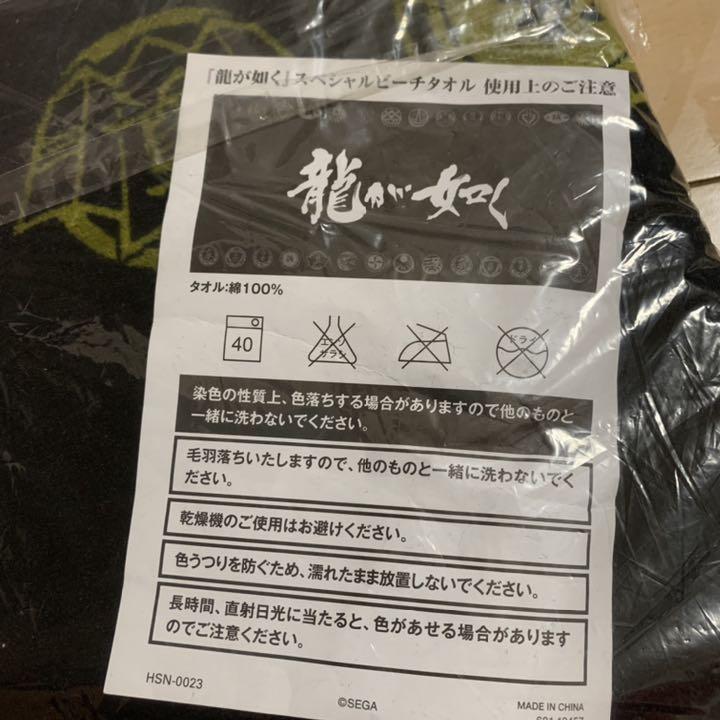 『龍が如く』スペシャルビーチタオル 使用上のご注意
龍が如く
タオル:綿100%
40
エンソ
サラシ
ドライ
染色の性質上、色落ちする場合がありますので他のものと
一緒に洗わないでください。
毛羽落ちいたしますので、他のものと一緒に洗わないでく
ださい。
乾燥機のご使用はお避けください。
色うつりを防ぐため、濡れたまま放置しないでください。
長時間、直射日光に当たると、色があせる場合があります
のでご注意ください。
HSN-0023
©SEGA
MADE IN CHINA